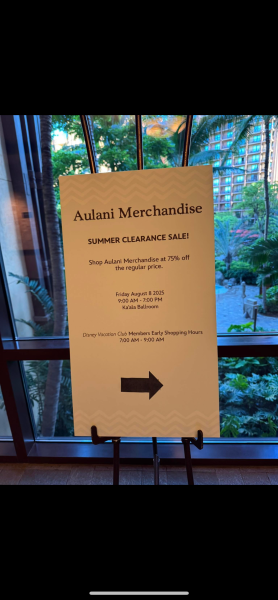 Aulani Merchandise
SUMMER CLEARANCE SALE!
Shop Aulani Merchandise at 75% off
the regular price.
Friday August 8 2025
9:00 AM - 7:00 PM
Ka'aia Ballroom
Disney Vacation Club Members Early Shopping Hours
7:00 AM - 9:00 AM